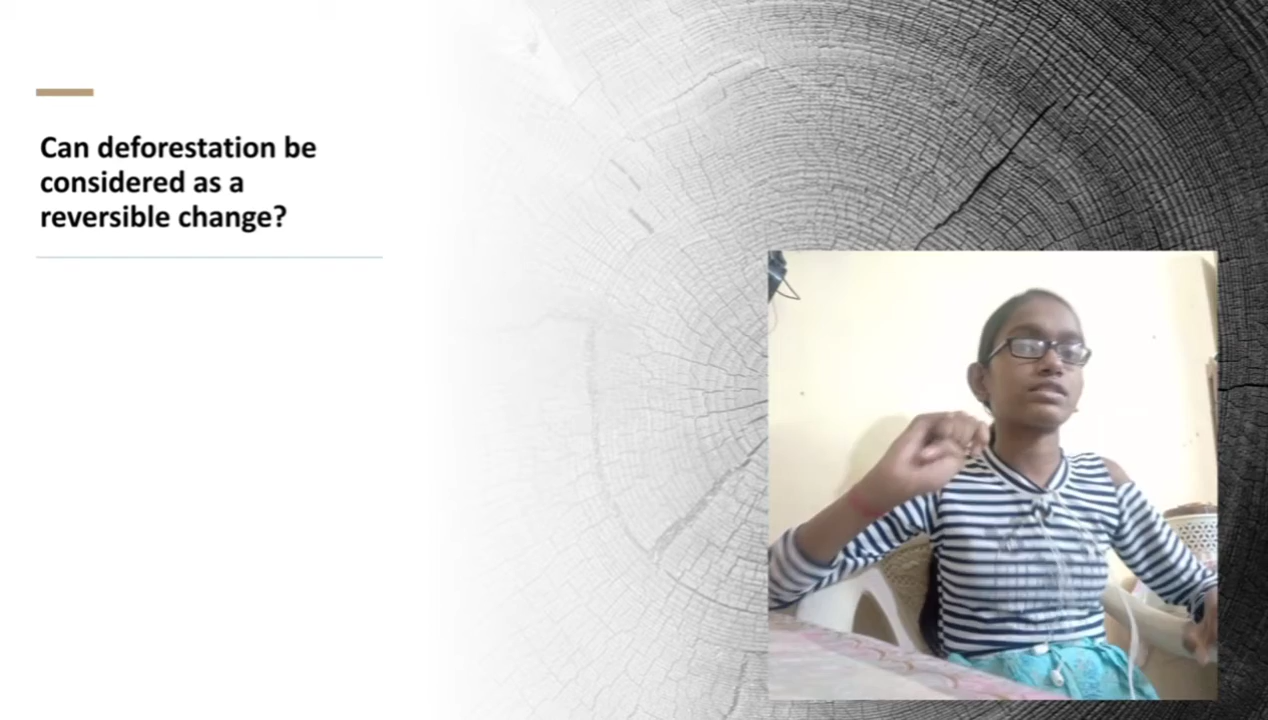 Can deforestation be
considered as a
reversible change?